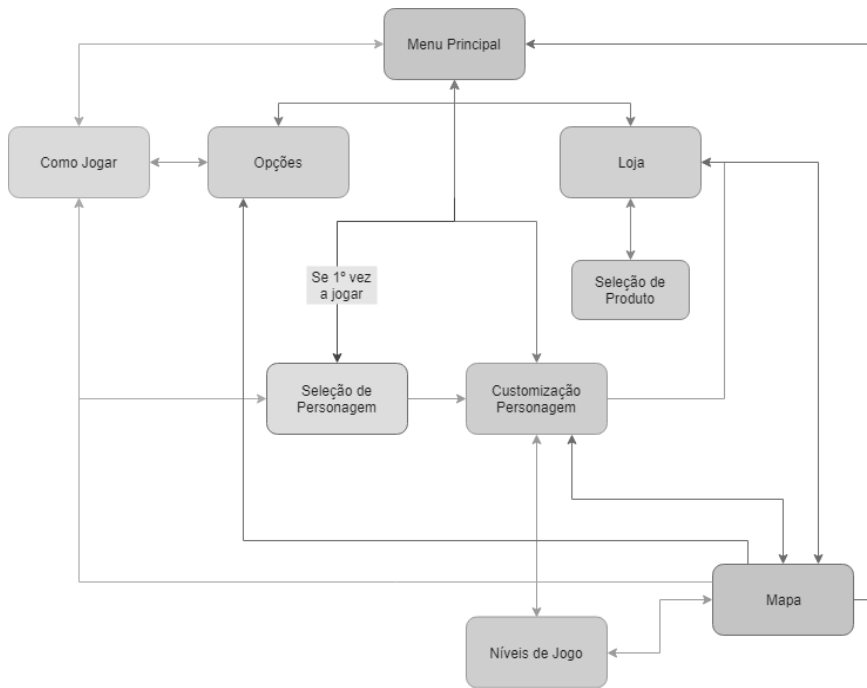 Menu Principal
Como Jogar
Opções
Loja
Se 1º vez
a jogar
Seleção de
Produto
Seleção de
Personagem
Customização
Personagem
Mapa
Níveis de Jogo